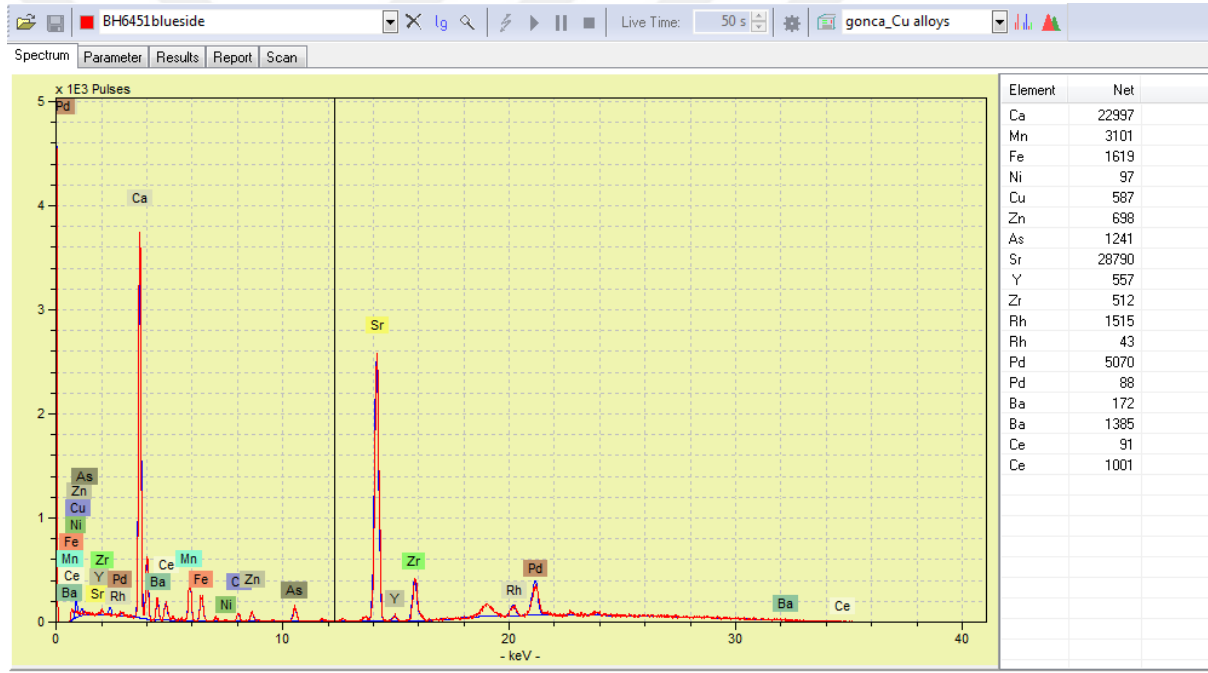 BH6451blueside
lg
Live Time:
50 s
gonca_Cu alloys
Spectrum Parameter Results Report Scan
x 1E3 Pulses
5
4
3
2
1
0
Pd
Ca
Sr
As
Zn
Cu
Ni
Fe
Mn Zr
Ce Y Pd
Ba Sr Rh
Ce Mn
Ba Fe
Ni
C Zn
As
Y
Zr
Rh
Pd
Ba
Ce
0 10 20 30 40
- keV -
Element Net
Ca 22997
Mn 3101
Fe 1619
Ni 97
Cu 587
Zn 698
As 1241
Sr 28790
Y 557
Zr 512
Rh 1515
Rh 43
Pd 5070
Pd 88
Ba 172
Ba 1385
Ce 91
Ce 1001